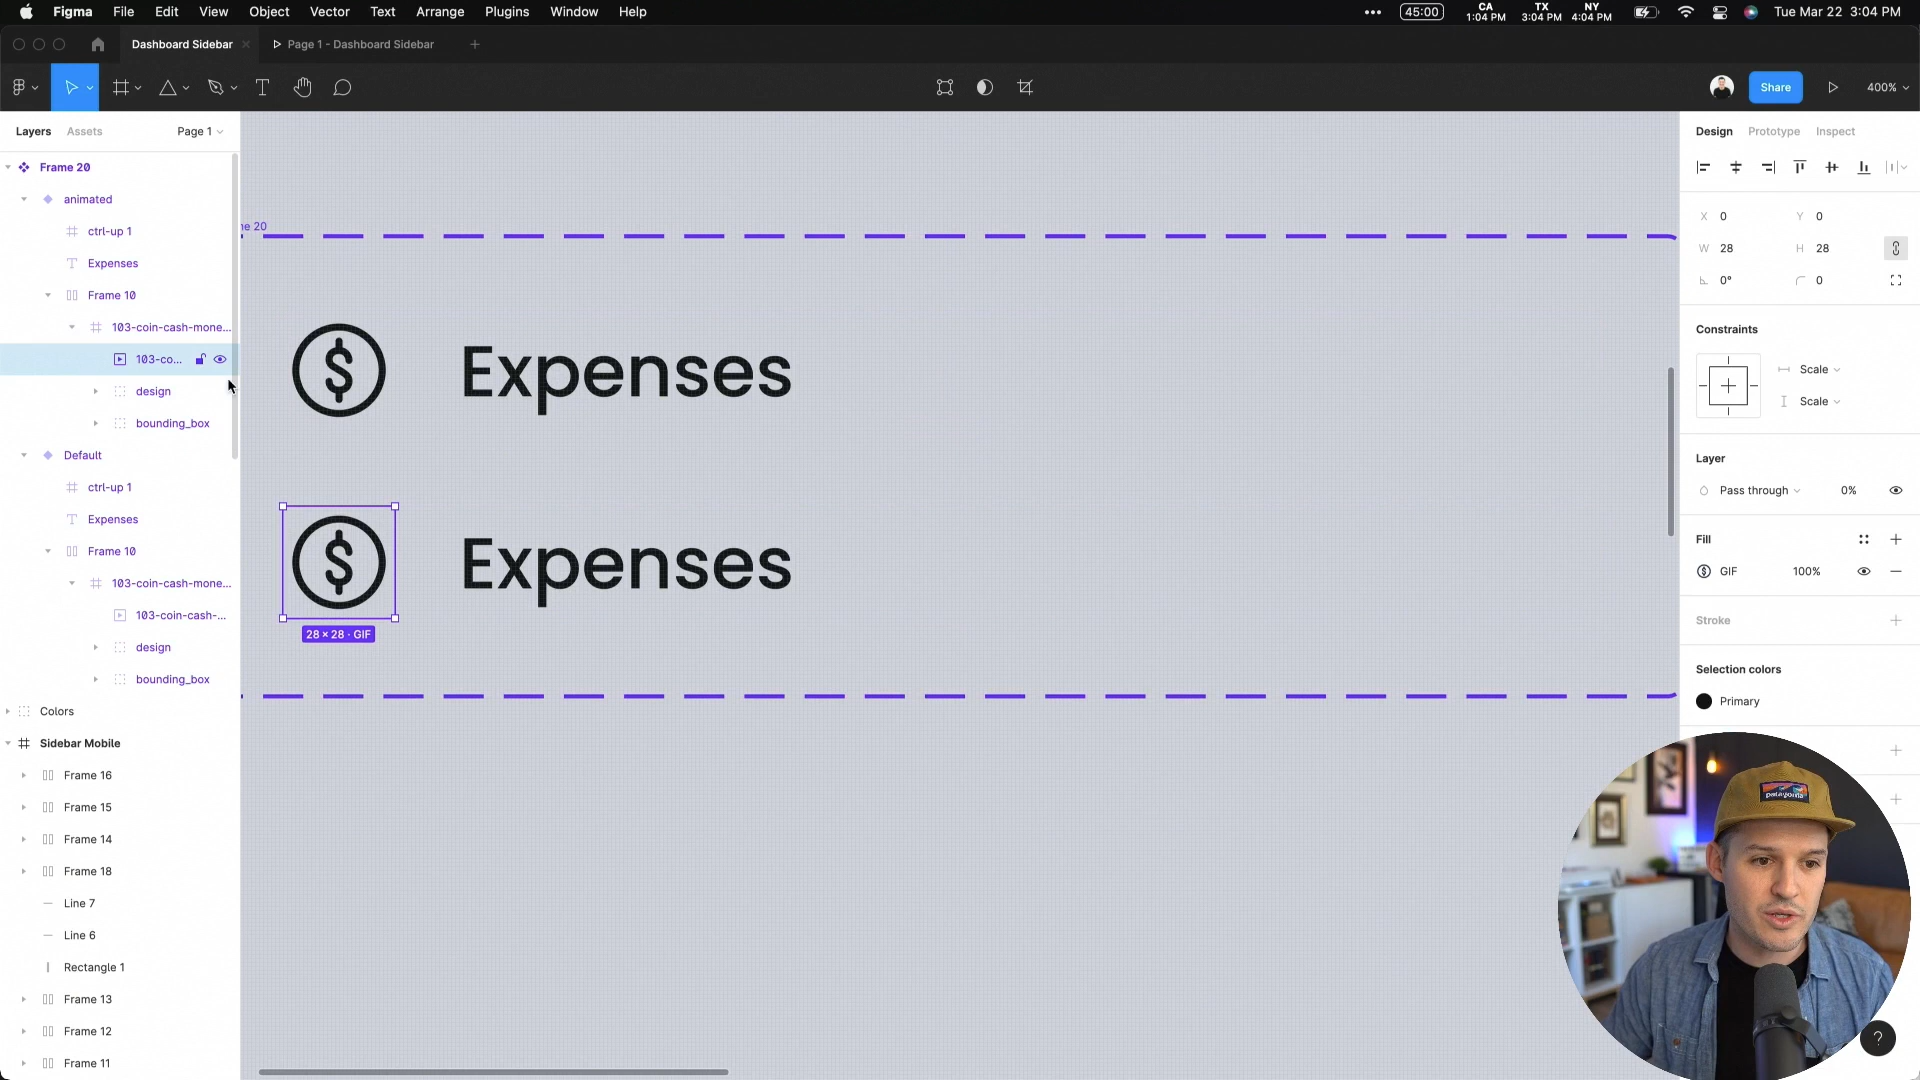 Figma File Edit View Object Vector Text Arrange Plugins Window Help
45:00 CA 1:04 PM TX 3:04 PM NY 4:04 PM Tue Mar 22 3:04 PM
Dashboard Sidebar Page 1 - Dashboard Sidebar
Share 400%
Layers Assets Page 1
Frame 20
animated
ctrl-up 1
Expenses
Frame 10
103-coin-cash-mone...
103-co...
design
bounding_box
Default
ctrl-up 1
Expenses
Frame 10
103-coin-cash-mone...
103-coin-cash-...
design
bounding_box
Colors
Sidebar Mobile
Frame 16
Frame 15
Frame 14
Frame 18
Line 7
Line 6
Rectangle 1
Frame 13
Frame 12
Frame 11
ne 20
$ Expenses
$ Expenses
28 × 28 · GIF
Design Prototype Inspect
X 0 Y 0
W 28 H 28
0° 0
Constraints
Scale
Scale
Layer
Pass through 0%
Fill
GIF 100%
Stroke
Selection colors
Primary
patagonia
?